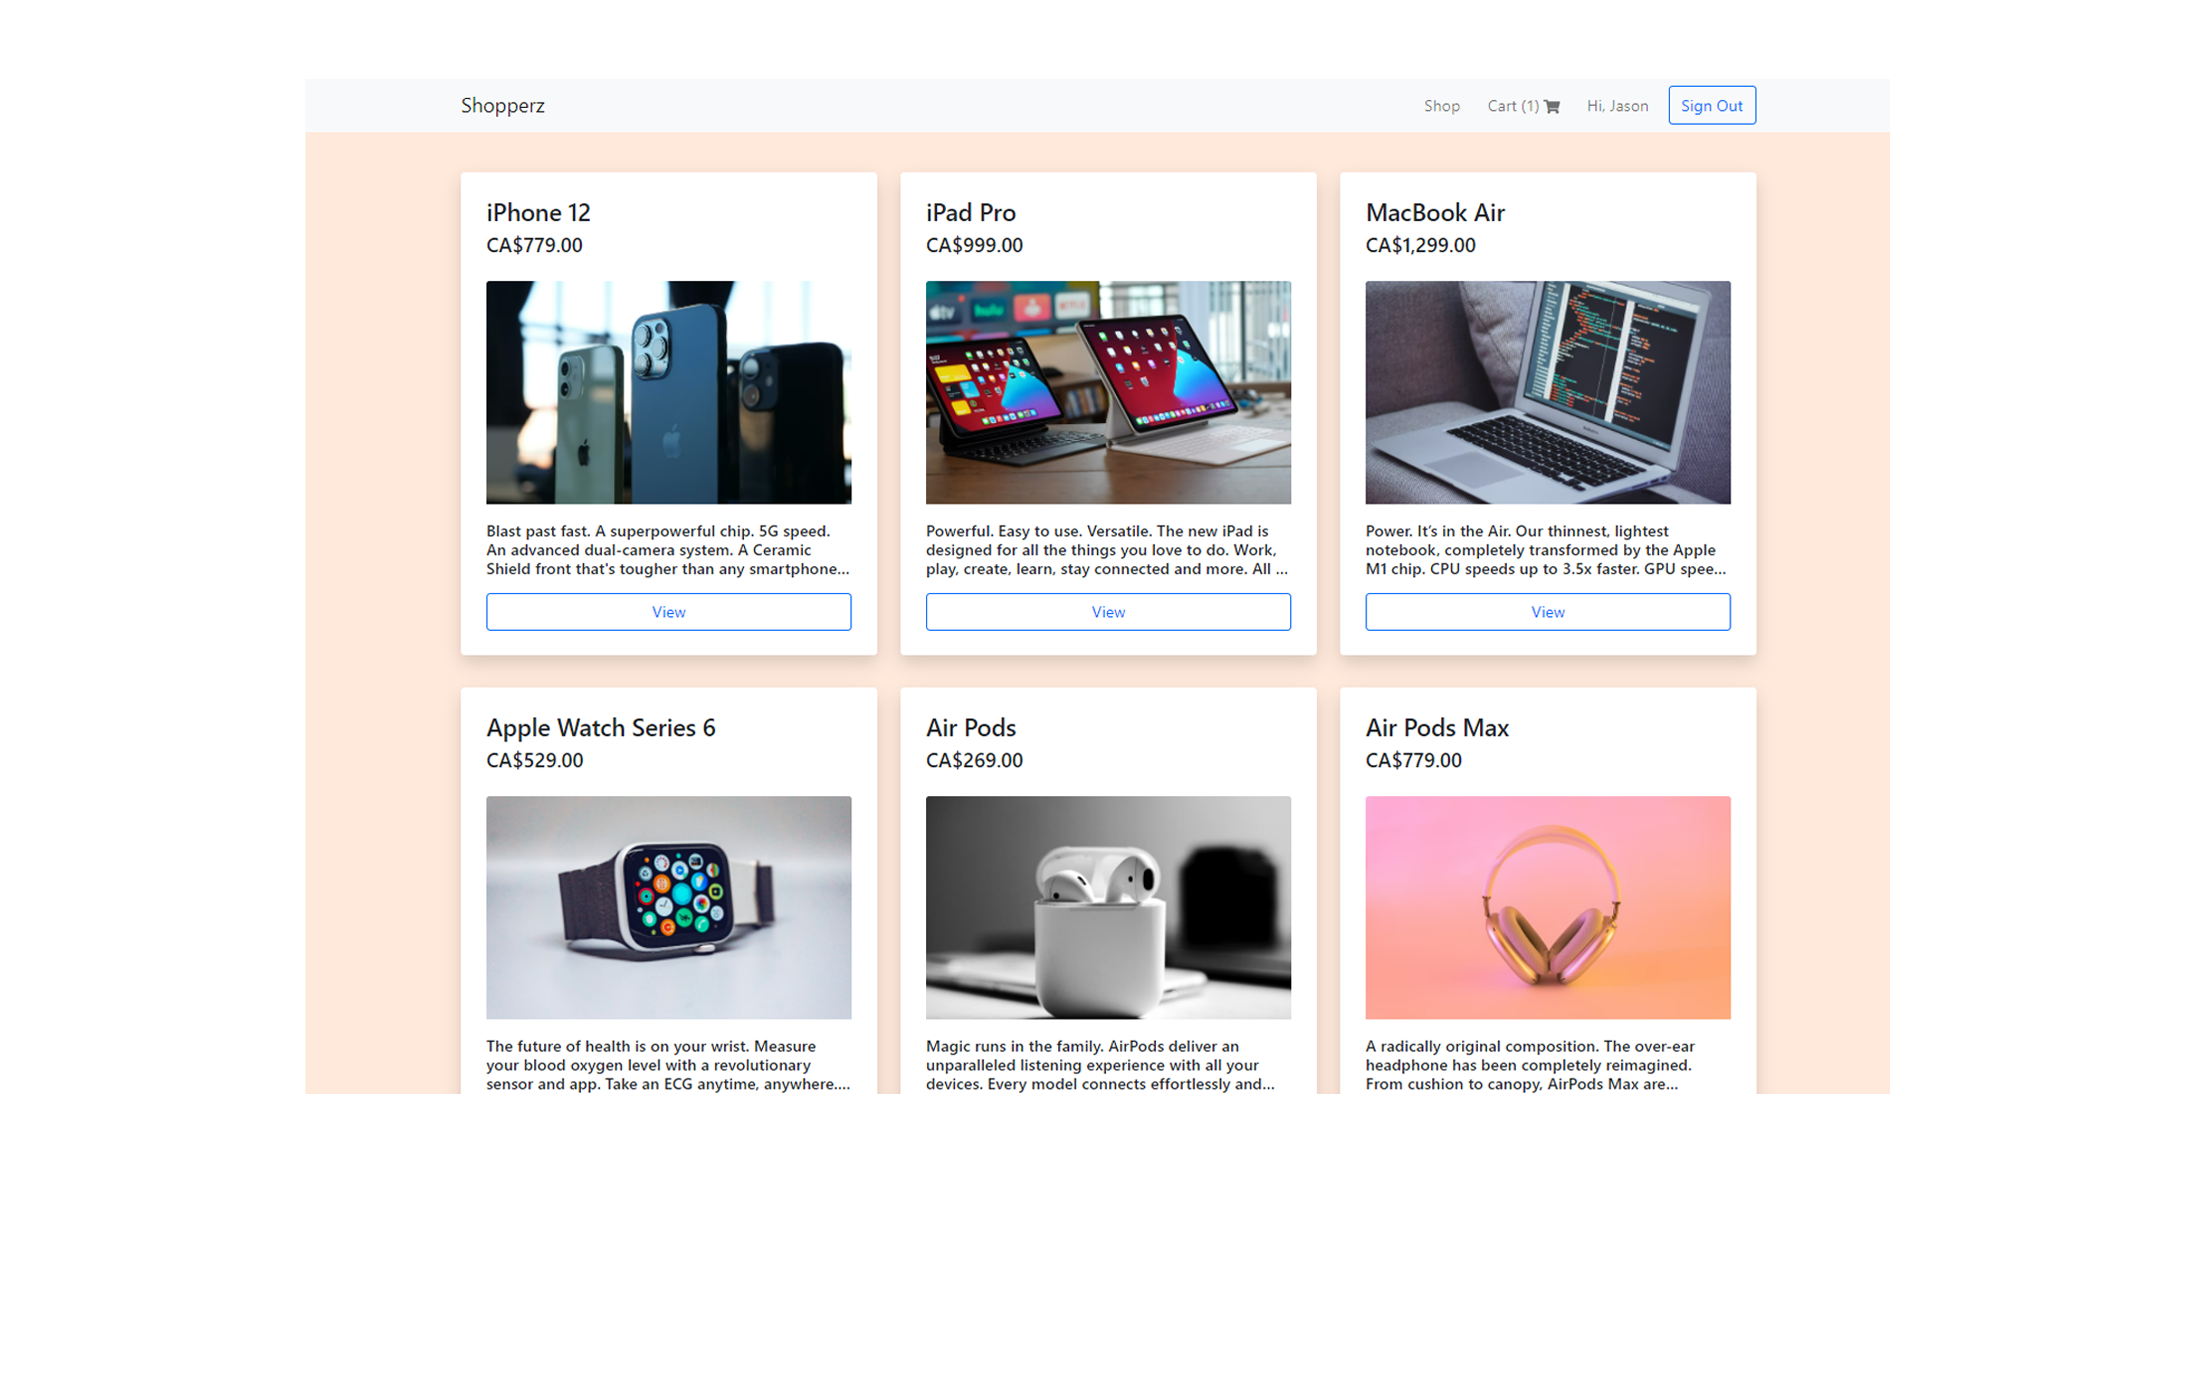 Shopperz
Shop Cart (1) Hi, Jason Sign Out
iPhone 12
CA$779.00
Blast past fast. A superpowerful chip. 5G speed.
An advanced dual-camera system. A Ceramic
Shield front that's tougher than any smartphone...
View
iPad Pro
CA$999.00
tv hulu NETFLIX
Powerful. Easy to use. Versatile. The new iPad is
designed for all the things you love to do. Work,
play, create, learn, stay connected and more. All ...
View
MacBook Air
CA$1,299.00
Power. It’s in the Air. Our thinnest, lightest
notebook, completely transformed by the Apple
M1 chip. CPU speeds up to 3.5x faster. GPU spee...
View
Apple Watch Series 6
CA$529.00
The future of health is on your wrist. Measure
your blood oxygen level with a revolutionary
sensor and app. Take an ECG anytime, anywhere....
Air Pods
CA$269.00
Magic runs in the family. AirPods deliver an
unparalleled listening experience with all your
devices. Every model connects effortlessly and...
Air Pods Max
CA$779.00
A radically original composition. The over-ear
headphone has been completely reimagined.
From cushion to canopy, AirPods Max are...